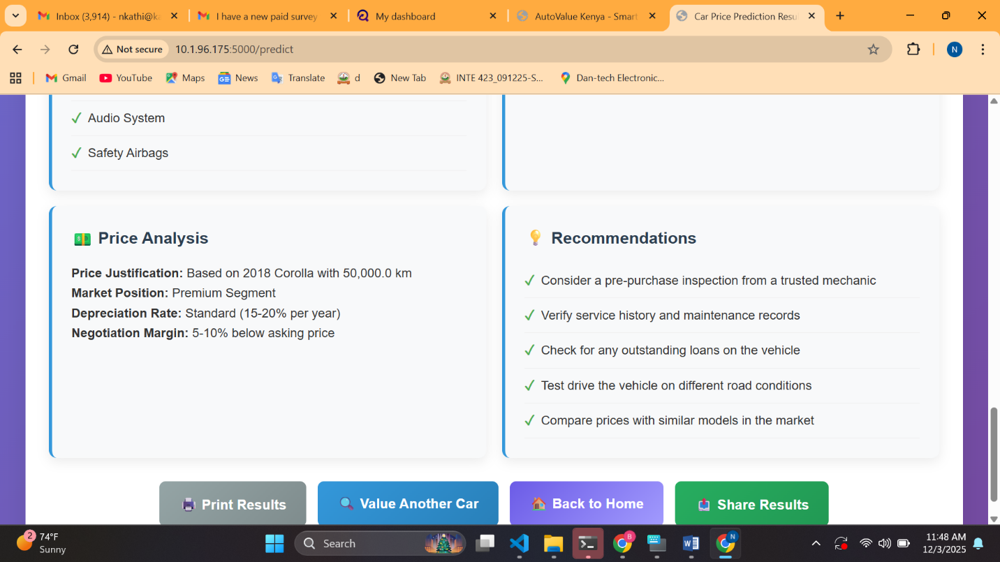 Inbox (3,914) - nkathi@ka
I have a new paid survey
My dashboard
AutoValue Kenya - Smart
Car Price Prediction Resu
Not secure
10.1.96.175:5000/predict
N
Gmail
YouTube
Maps
News
Translate
d
New Tab
INTE 423_091225-S...
Dan-tech Electronic...
✓ Audio System
✓ Safety Airbags
Price Analysis
Price Justification: Based on 2018 Corolla with 50,000.0 km
Market Position: Premium Segment
Depreciation Rate: Standard (15-20% per year)
Negotiation Margin: 5-10% below asking price
Recommendations
✓ Consider a pre-purchase inspection from a trusted mechanic
✓ Verify service history and maintenance records
✓ Check for any outstanding loans on the vehicle
✓ Test drive the vehicle on different road conditions
✓ Compare prices with similar models in the market
Print Results
Value Another Car
Back to Home
Share Results
2
74°F
Sunny
Search
B
N
11:48 AM
12/3/2025